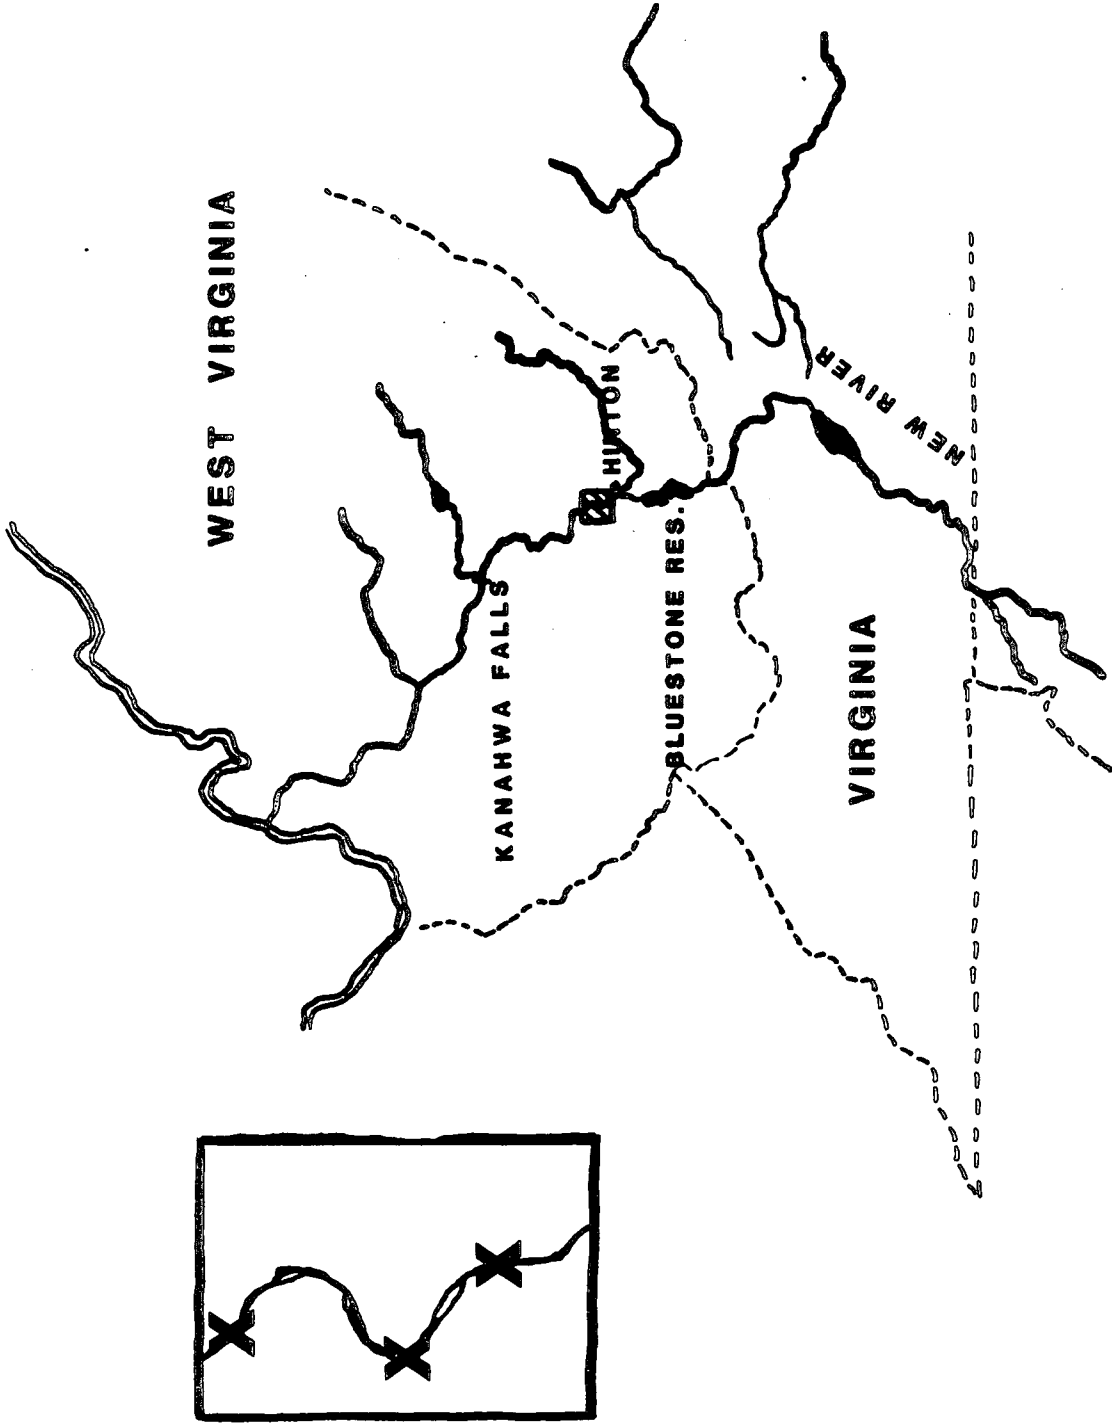 WEST VIRGINIA
KANAHWA FALLS
HINTON
BLUESTONE RES.
VIRGINIA
NEW RIVER